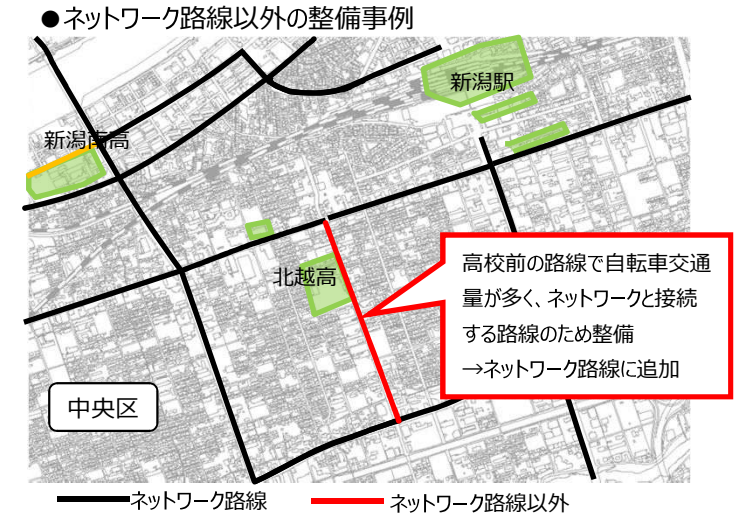 ●ネットワーク路線以外の整備事例
新潟駅
新潟南高
北越高
高校前の路線で自転車交通
量が多く、ネットワークと接続
する路線のため整備
→ネットワーク路線に追加
中央区
ネットワーク路線
ネットワーク路線以外